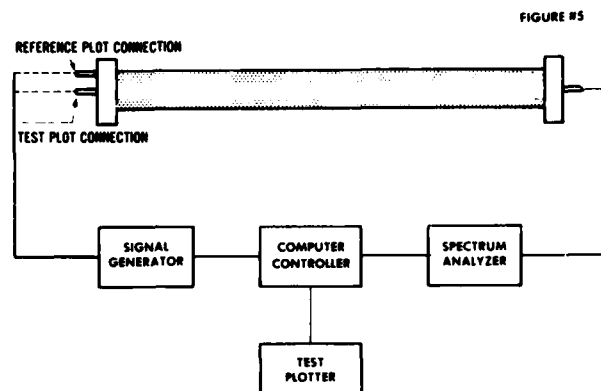 FIGURE #5
REFERENCE PLOT CONNECTION
TEST PLOT CONNECTION
SIGNAL
GENERATOR
COMPUTER
CONTROLLER
SPECTRUM
ANALYZER
TEST
PLOTTER